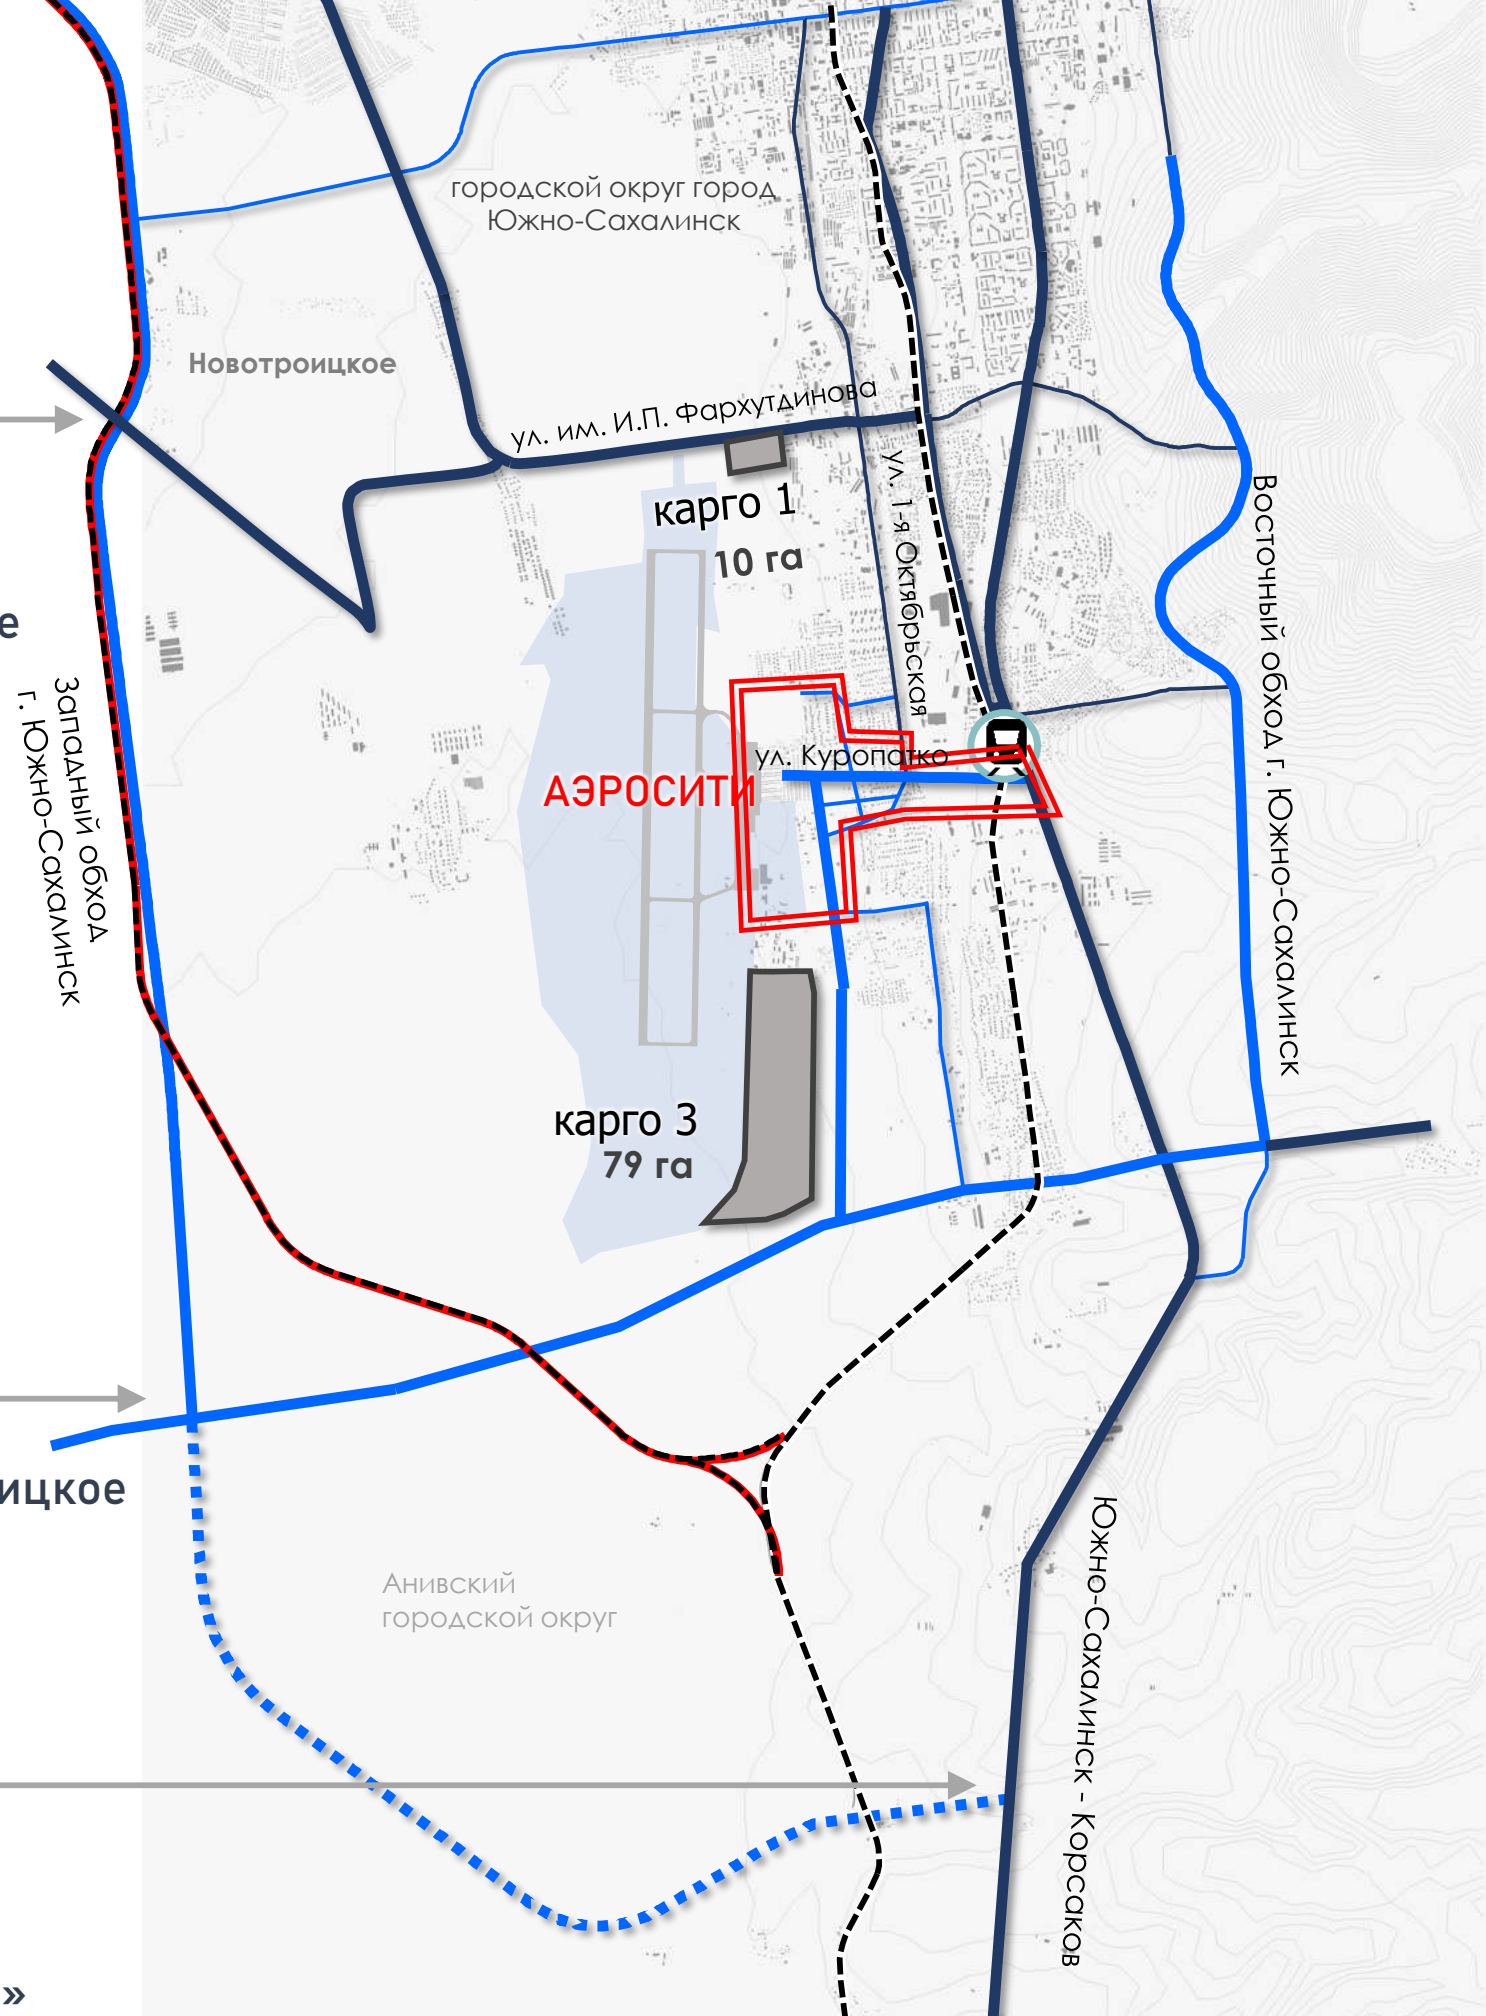 городской округ город
Южно-Сахалинск
Новотроицкое
ул. им. И.П. Фархутдинова
карго 1
10 га
ул. 1-я Октябрьская
Восточный обход г. Южно-Сахалинск
е
Западный обход
г. Южно-Сахалинск
ул. Куропатко
АЭРОСИТИ
карго 3
79 га
ицкое
Анивский
городской округ
Южно-Сахалинск - Корсаков
»